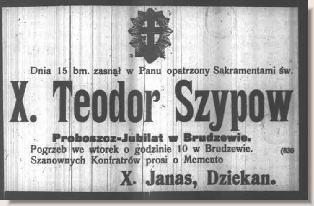 Dnia 15 bm. zasnął w Panu opatrzony Sakramentami św.
X. Teodor Szypow
Proboszcz-Jubilat w Brudzewie.
Pogrzeb we wtorek o godzinie 10 w Brudzewie.
Szanownych Konfratrów prosi o Memento
X. Janas, Dziekan.